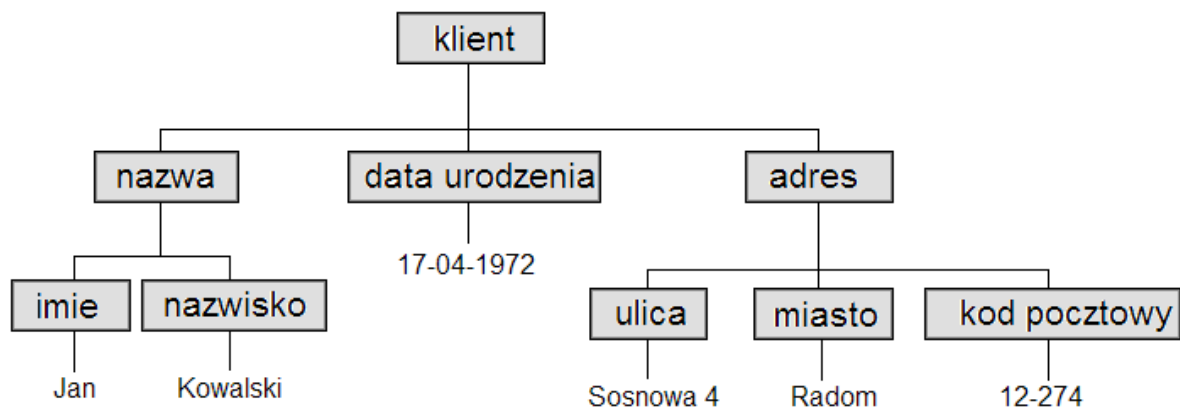 klient
nazwa
data urodzenia
adres
17-04-1972
imie
nazwisko
ulica
miasto
kod pocztowy
Jan
Kowalski
Sosnowa 4
Radom
12-274